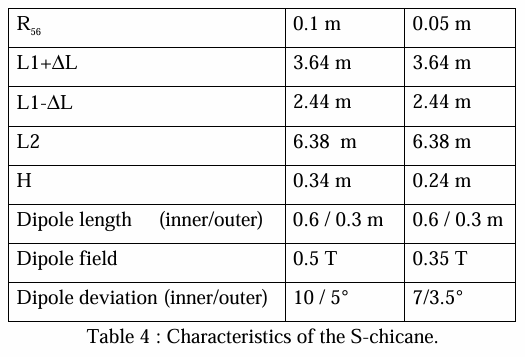 R₅₆ 0.1 m 0.05 m
L1+ΔL 3.64 m 3.64 m
L1-ΔL 2.44 m 2.44 m
L2 6.38 m 6.38 m
H 0.34 m 0.24 m
Dipole length (inner/outer) 0.6 / 0.3 m 0.6 / 0.3 m
Dipole field 0.5 T 0.35 T
Dipole deviation (inner/outer) 10 / 5° 7/3.5°
Table 4 : Characteristics of the S-chicane.